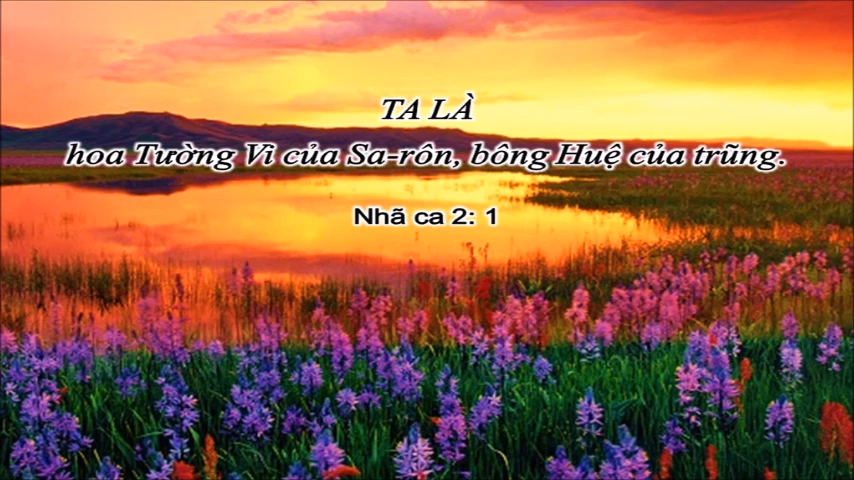 TA LÀ
hoa Tường Vi của Sa-rôn, bông Huệ của trũng.
Nhã ca 2: 1